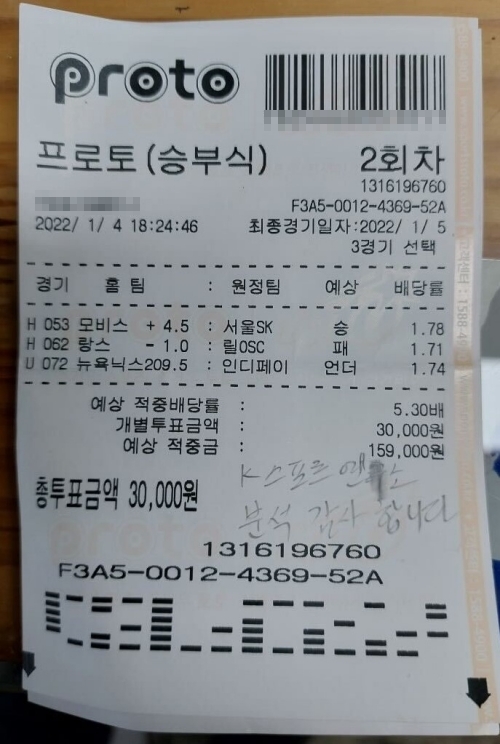 proto
프로토(승부식) 2회차
1316196760
F3A5-0012-4369-52A
2022/ 1/ 4 18:24:46 최종경기일자:2022/ 1/ 5
3경기 선택
경기 홈 팀 : 원정팀 예상 배당률
H 053 모비스 + 4.5 : 서울SK 승 1.78
H 062 랑스 - 1.0 : 릴OSC 패 1.71
U 072 뉴욕닉스209.5 : 인디페이 언더 1.74
예상 적중배당률 : 5.30배
개별투표금액 : 30,000원
예상 적중금 : 159,000원
총투표금액 30,000원
K스포츠
분석 감사 합니다
1316196760
F3A5-0012-4369-52A